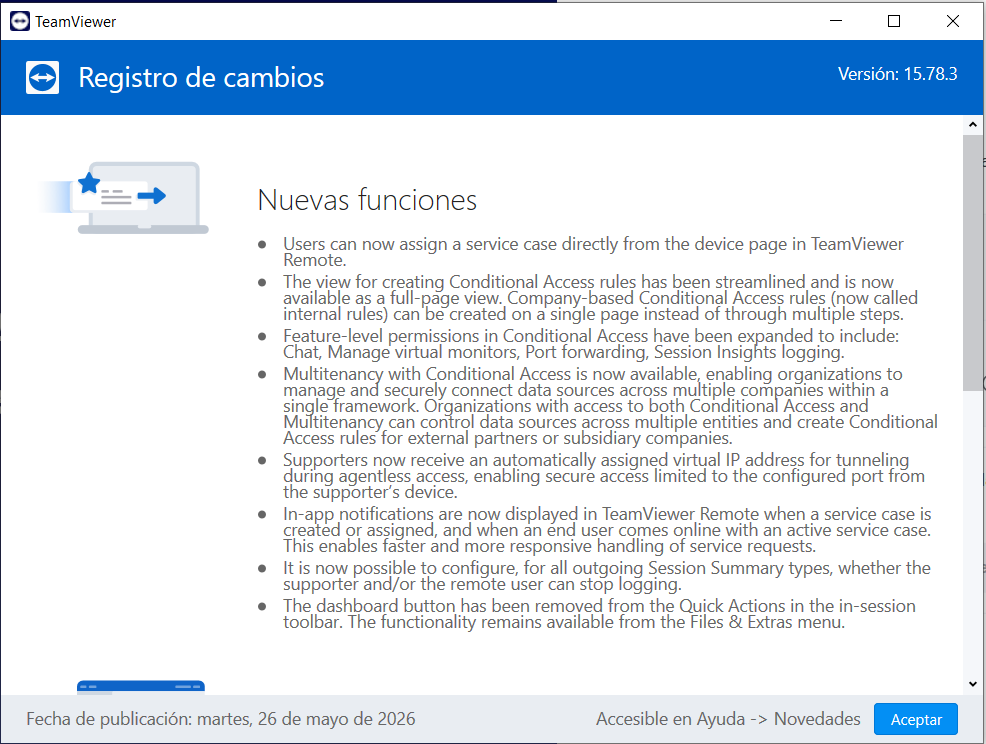 TeamViewer
Registro de cambios
Versión: 15.78.3
Nuevas funciones
Users can now assign a service case directly from the device page in TeamViewer
Remote.
The view for creating Conditional Access rules has been streamlined and is now
available as a full-page view. Company-based Conditional Access rules (now called
internal rules) can be created on a single page instead of through multiple steps.
Feature-level permissions in Conditional Access have been expanded to include:
Chat, Manage virtual monitors, Port forwarding, Session Insights logging.
Multitenancy with Conditional Access is now available, enabling organizations to
manage and securely connect data sources across multiple companies within a
single framework. Organizations with access to both Conditional Access and
Multitenancy can control data sources across multiple entities and create Conditional
Access rules for external partners or subsidiary companies.
Supporters now receive an automatically assigned virtual IP address for tunneling
during agentless access, enabling secure access limited to the configured port from
the supporter’s device.
In-app notifications are now displayed in TeamViewer Remote when a service case is
created or assigned, and when an end user comes online with an active service case.
This enables faster and more responsive handling of service requests.
It is now possible to configure, for all outgoing Session Summary types, whether the
supporter and/or the remote user can stop logging.
The dashboard button has been removed from the Quick Actions in the in-session
toolbar. The functionality remains available from the Files & Extras menu.
Fecha de publicación: martes, 26 de mayo de 2026
Accesible en Ayuda -> Novedades
Aceptar